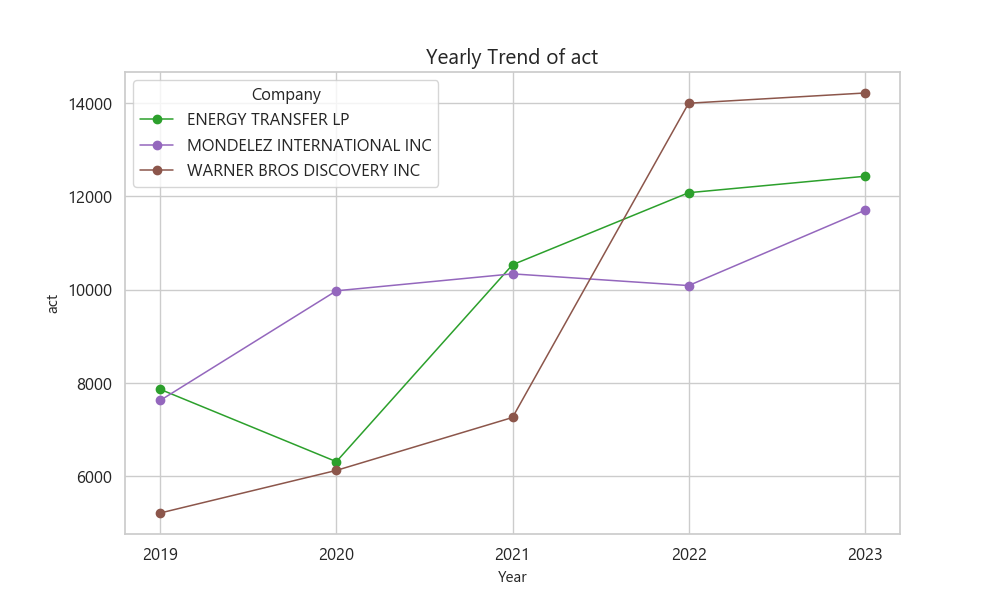 Yearly Trend of act
Company
ENERGY TRANSFER LP
MONDELEZ INTERNATIONAL INC
WARNER BROS DISCOVERY INC
14000
12000
10000
8000
6000
act
2019 2020 2021 2022 2023
Year